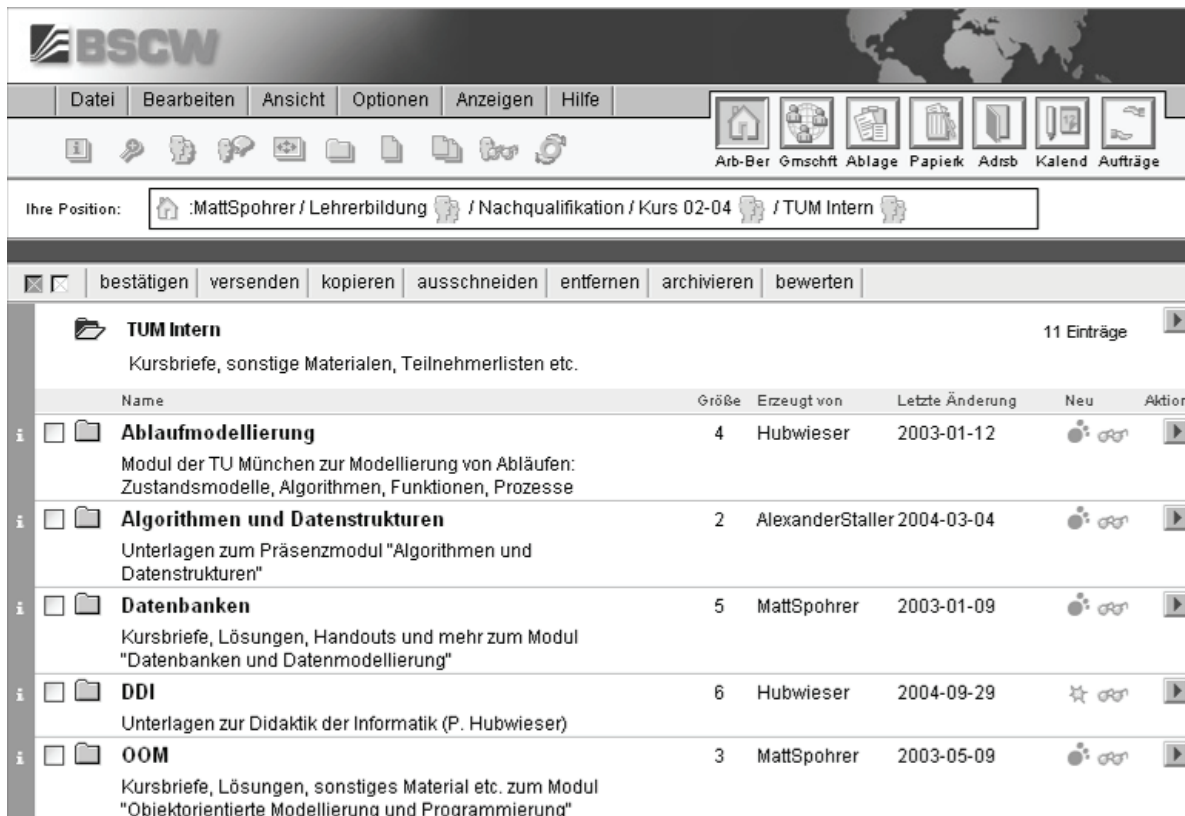 BSCW
Datei Bearbeiten Ansicht Optionen Anzeigen Hilfe
Arb-Ber Gmschft Ablage Papierk Adrsb Kalend Aufträge
Ihre Position: :MattSpohrer / Lehrerbildung / Nachqualifikation / Kurs 02-04 / TUM Intern
bestätigen versenden kopieren ausschneiden entfernen archivieren bewerten
TUM Intern 11 Einträge
Kursbriefe, sonstige Materialen, Teilnehmerlisten etc.
Name Größe Erzeugt von Letzte Änderung Neu Aktion
i Ablaufmodellierung 4 Hubwieser 2003-01-12
Modul der TU München zur Modellierung von Abläufen:
Zustandsmodelle, Algorithmen, Funktionen, Prozesse
i Algorithmen und Datenstrukturen 2 AlexanderStaller 2004-03-04
Unterlagen zum Präsenzmodul "Algorithmen und
Datenstrukturen"
i Datenbanken 5 MattSpohrer 2003-01-09
Kursbriefe, Lösungen, Handouts und mehr zum Modul
"Datenbanken und Datenmodellierung"
i DDI 6 Hubwieser 2004-09-29
Unterlagen zur Didaktik der Informatik (P. Hubwieser)
i OOM 3 MattSpohrer 2003-05-09
Kursbriefe, Lösungen, sonstiges Material etc. zum Modul
"Objektorientierte Modellierung und Programmierung"